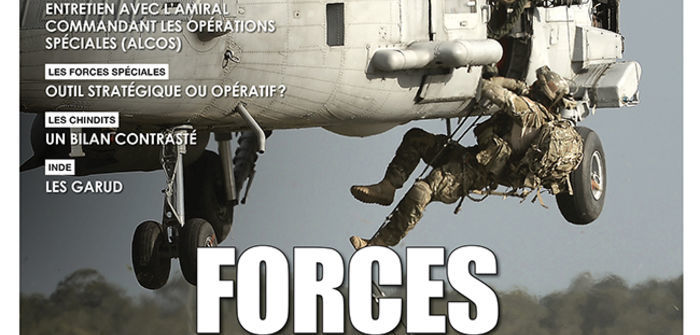 ENTRETIEN AVEC L'AMIRAL
COMMANDANT LES OPÉRATIONS
SPÉCIALES (ALCOS)
LES FORCES SPÉCIALES
OUTIL STRATÉGIQUE OU OPÉRATIF ?
LES CHINDITS
UN BILAN CONTRASTÉ
INDE
LES GARUD
FORCES